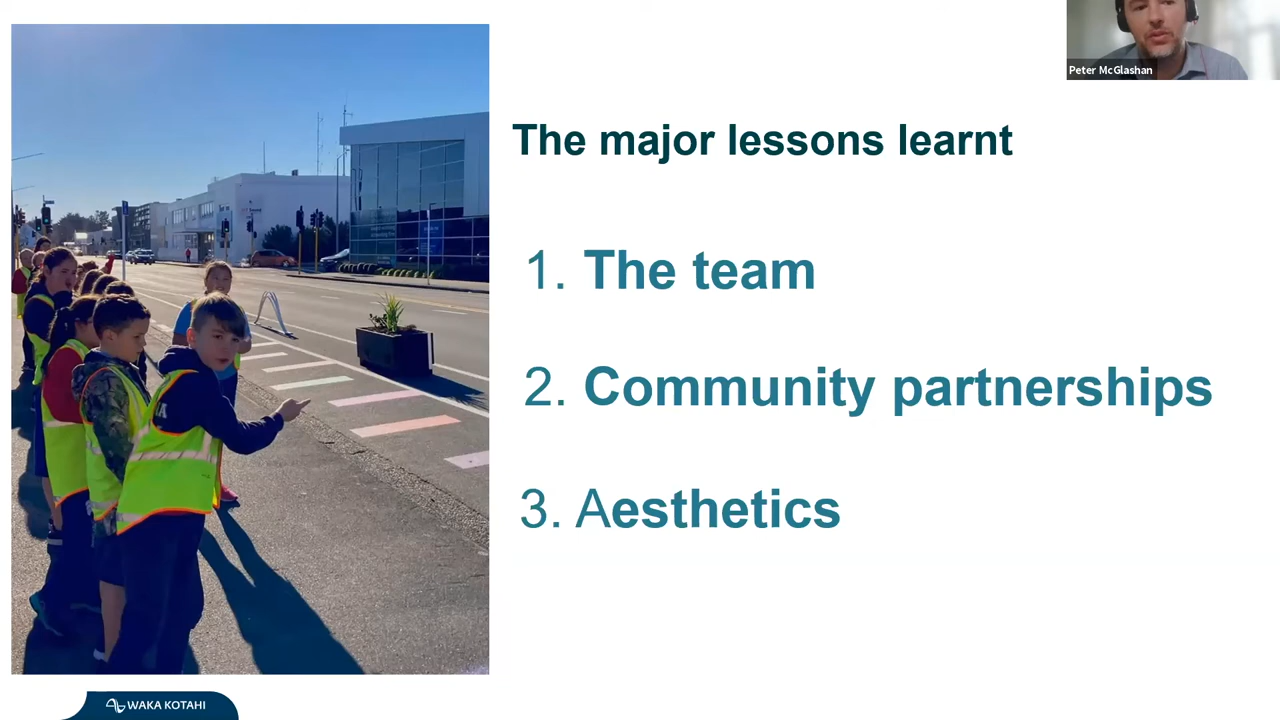 Peter McGlashan
The major lessons learnt
1. The team
2. Community partnerships
3. Aesthetics
WAKA KOTAHI